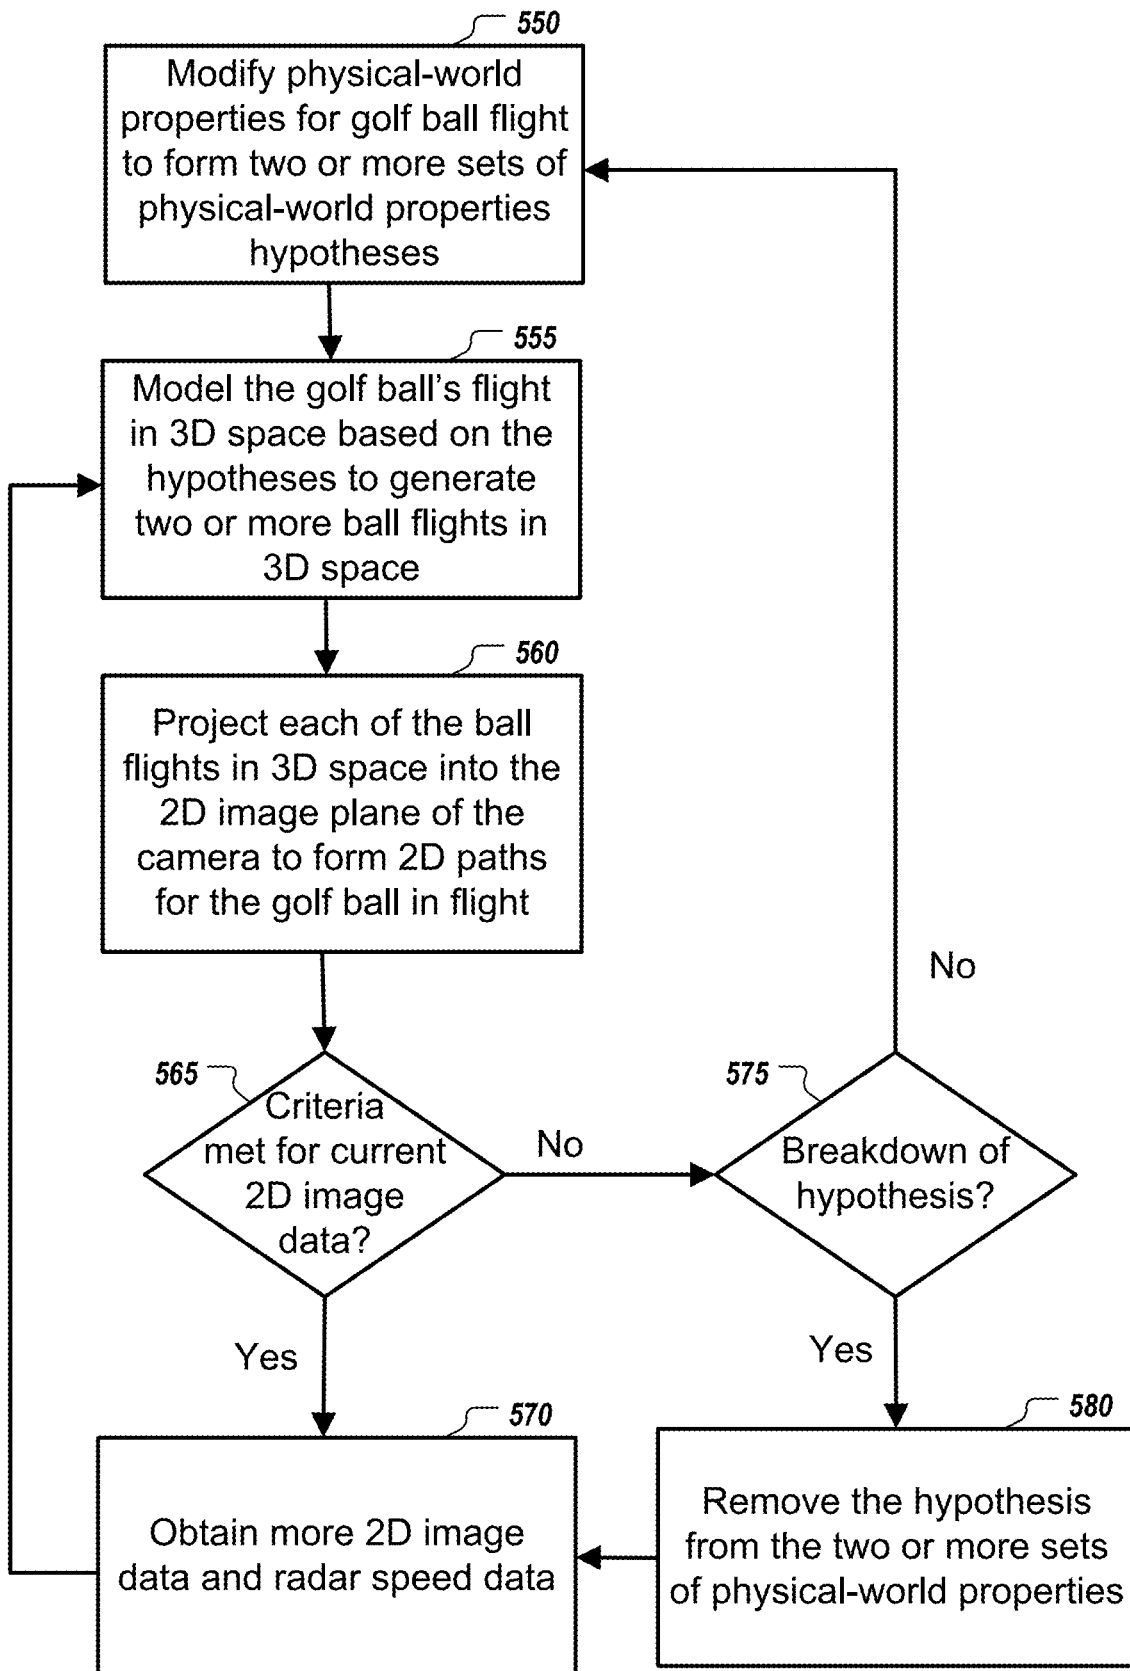 550
Modify physical-world
properties for golf ball flight
to form two or more sets of
physical-world properties
hypotheses
555
Model the golf ball's flight
in 3D space based on the
hypotheses to generate
two or more ball flights in
3D space
560
Project each of the ball
flights in 3D space into the
2D image plane of the
camera to form 2D paths
for the golf ball in flight
No
565
Criteria
met for current
2D image
data?
No
575
Breakdown of
hypothesis?
Yes
Yes
570
Obtain more 2D image
data and radar speed data
580
Remove the hypothesis
from the two or more sets
of physical-world properties